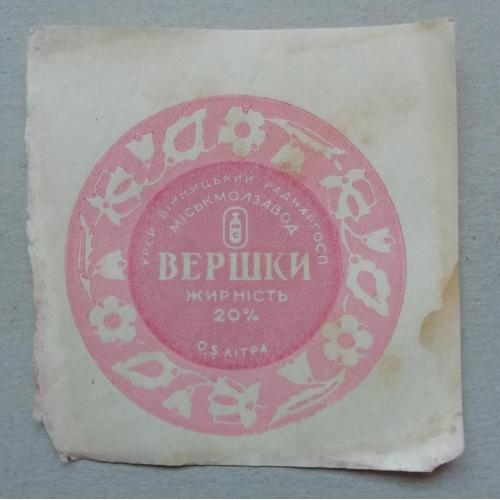 УРСР ВІННИЦЬКИЙ РАДНАРГОСП
МІСЬКМОЛЗАВОД
ВЕРШКИ
ЖИРНІСТЬ
20%
0,5 ЛІТРА